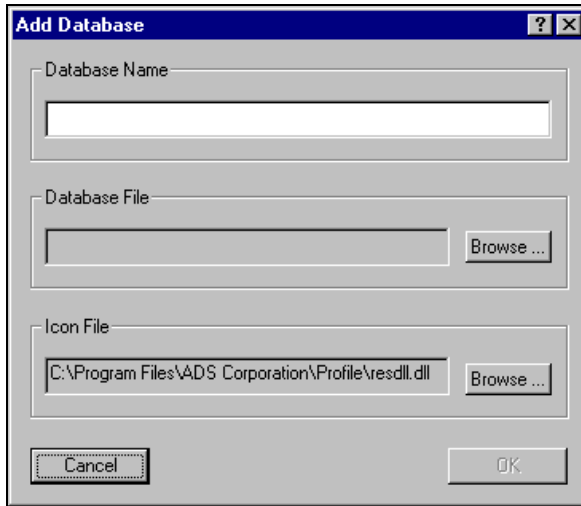 Add Database
Database Name
Database File
Browse ...
Icon File
C:\Program Files\ADS Corporation\Profile\resdll.dll
Browse ...
Cancel
OK